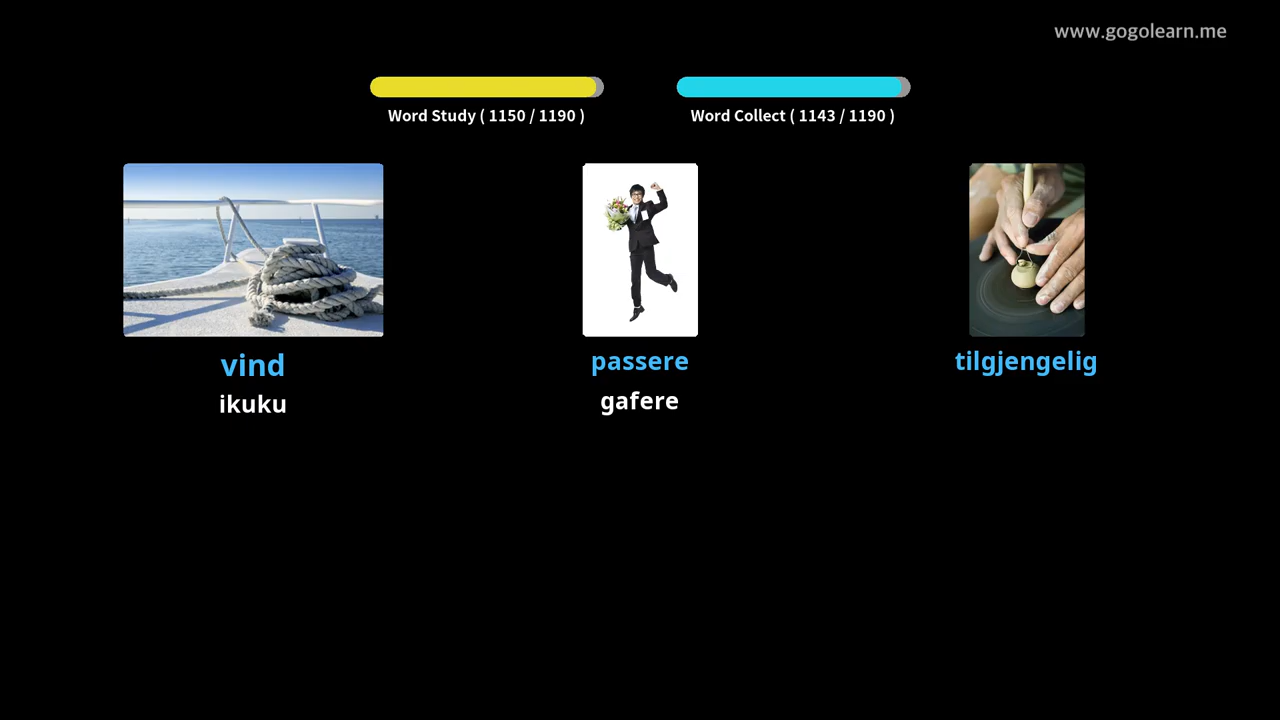 www.gogolearn.me
Word Study ( 1150 / 1190 )
Word Collect ( 1143 / 1190 )
vind
ikuku
passere
gafere
tilgjengelig